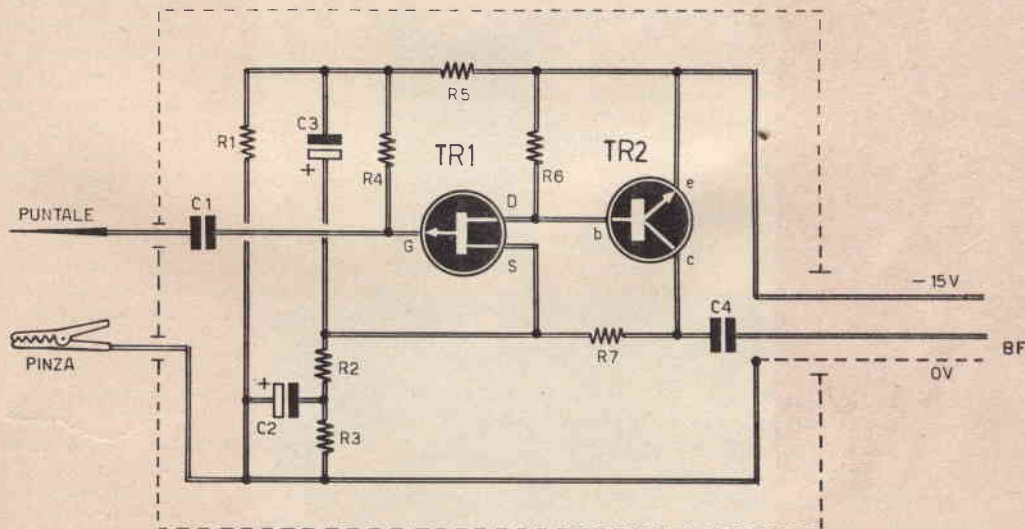 R5
R1
C3
+
R4
TR1
R6
TR2
D
e
PUNTALE
C1
G
b
S
c
-15V
C4
R7
BF
PINZA
R2
0V
+
C2
R3